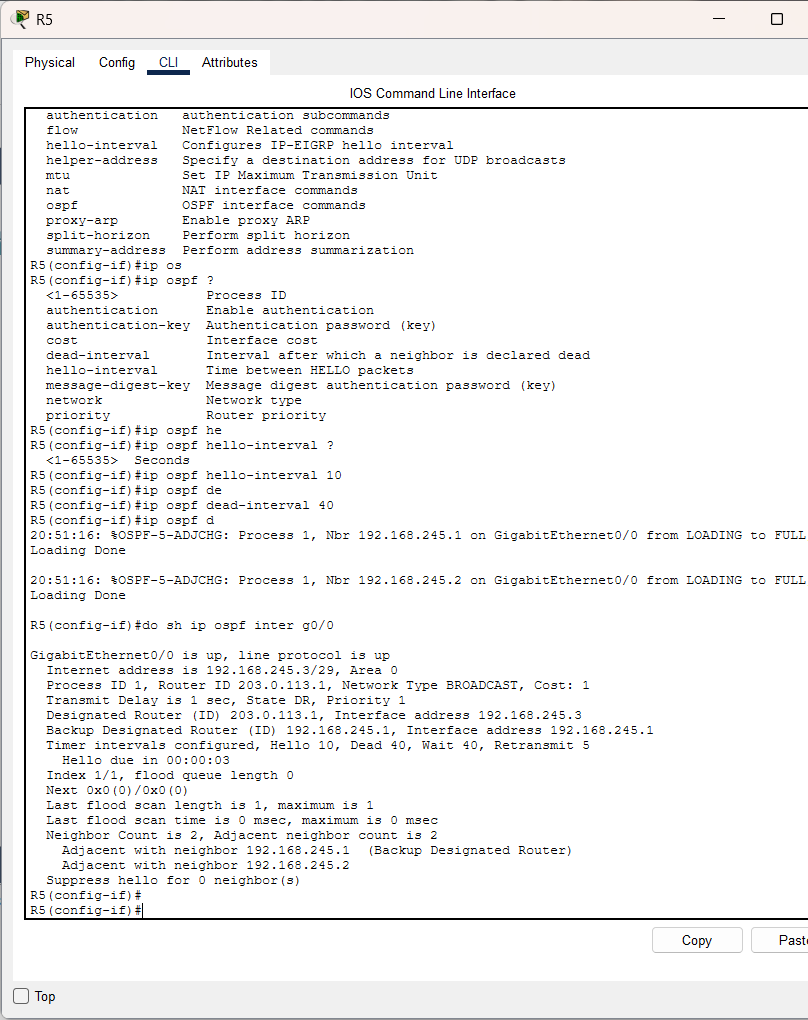 R5
Physical Config CLI Attributes
IOS Command Line Interface
authentication authentication subcommands
flow NetFlow Related commands
hello-interval Configures IP-EIGRP hello interval
helper-address Specify a destination address for UDP broadcasts
mtu Set IP Maximum Transmission Unit
nat NAT interface commands
ospf OSPF interface commands
proxy-arp Enable proxy ARP
split-horizon Perform split horizon
summary-address Perform address summarization
R5(config-if)#ip os
R5(config-if)#ip ospf ?
<1-65535> Process ID
authentication Enable authentication
authentication-key Authentication password (key)
cost Interface cost
dead-interval Interval after which a neighbor is declared dead
hello-interval Time between HELLO packets
message-digest-key Message digest authentication password (key)
network Network type
priority Router priority
R5(config-if)#ip ospf he
R5(config-if)#ip ospf hello-interval ?
<1-65535> Seconds
R5(config-if)#ip ospf hello-interval 10
R5(config-if)#ip ospf de
R5(config-if)#ip ospf dead-interval 40
R5(config-if)#ip ospf d
20:51:16: %OSPF-5-ADJCHG: Process 1, Nbr 192.168.245.1 on GigabitEthernet0/0 from LOADING to FULL
Loading Done
20:51:16: %OSPF-5-ADJCHG: Process 1, Nbr 192.168.245.2 on GigabitEthernet0/0 from LOADING to FULL
Loading Done
R5(config-if)#do sh ip ospf inter g0/0
GigabitEthernet0/0 is up, line protocol is up
Internet address is 192.168.245.3/29, Area 0
Process ID 1, Router ID 203.0.113.1, Network Type BROADCAST, Cost: 1
Transmit Delay is 1 sec, State DR, Priority 1
Designated Router (ID) 203.0.113.1, Interface address 192.168.245.3
Backup Designated Router (ID) 192.168.245.1, Interface address 192.168.245.1
Timer intervals configured, Hello 10, Dead 40, Wait 40, Retransmit 5
Hello due in 00:00:03
Index 1/1, flood queue length 0
Next 0x0(0)/0x0(0)
Last flood scan length is 1, maximum is 1
Last flood scan time is 0 msec, maximum is 0 msec
Neighbor Count is 2, Adjacent neighbor count is 2
Adjacent with neighbor 192.168.245.1 (Backup Designated Router)
Adjacent with neighbor 192.168.245.2
Suppress hello for 0 neighbor(s)
R5(config-if)#
R5(config-if)#
Copy Past
Top